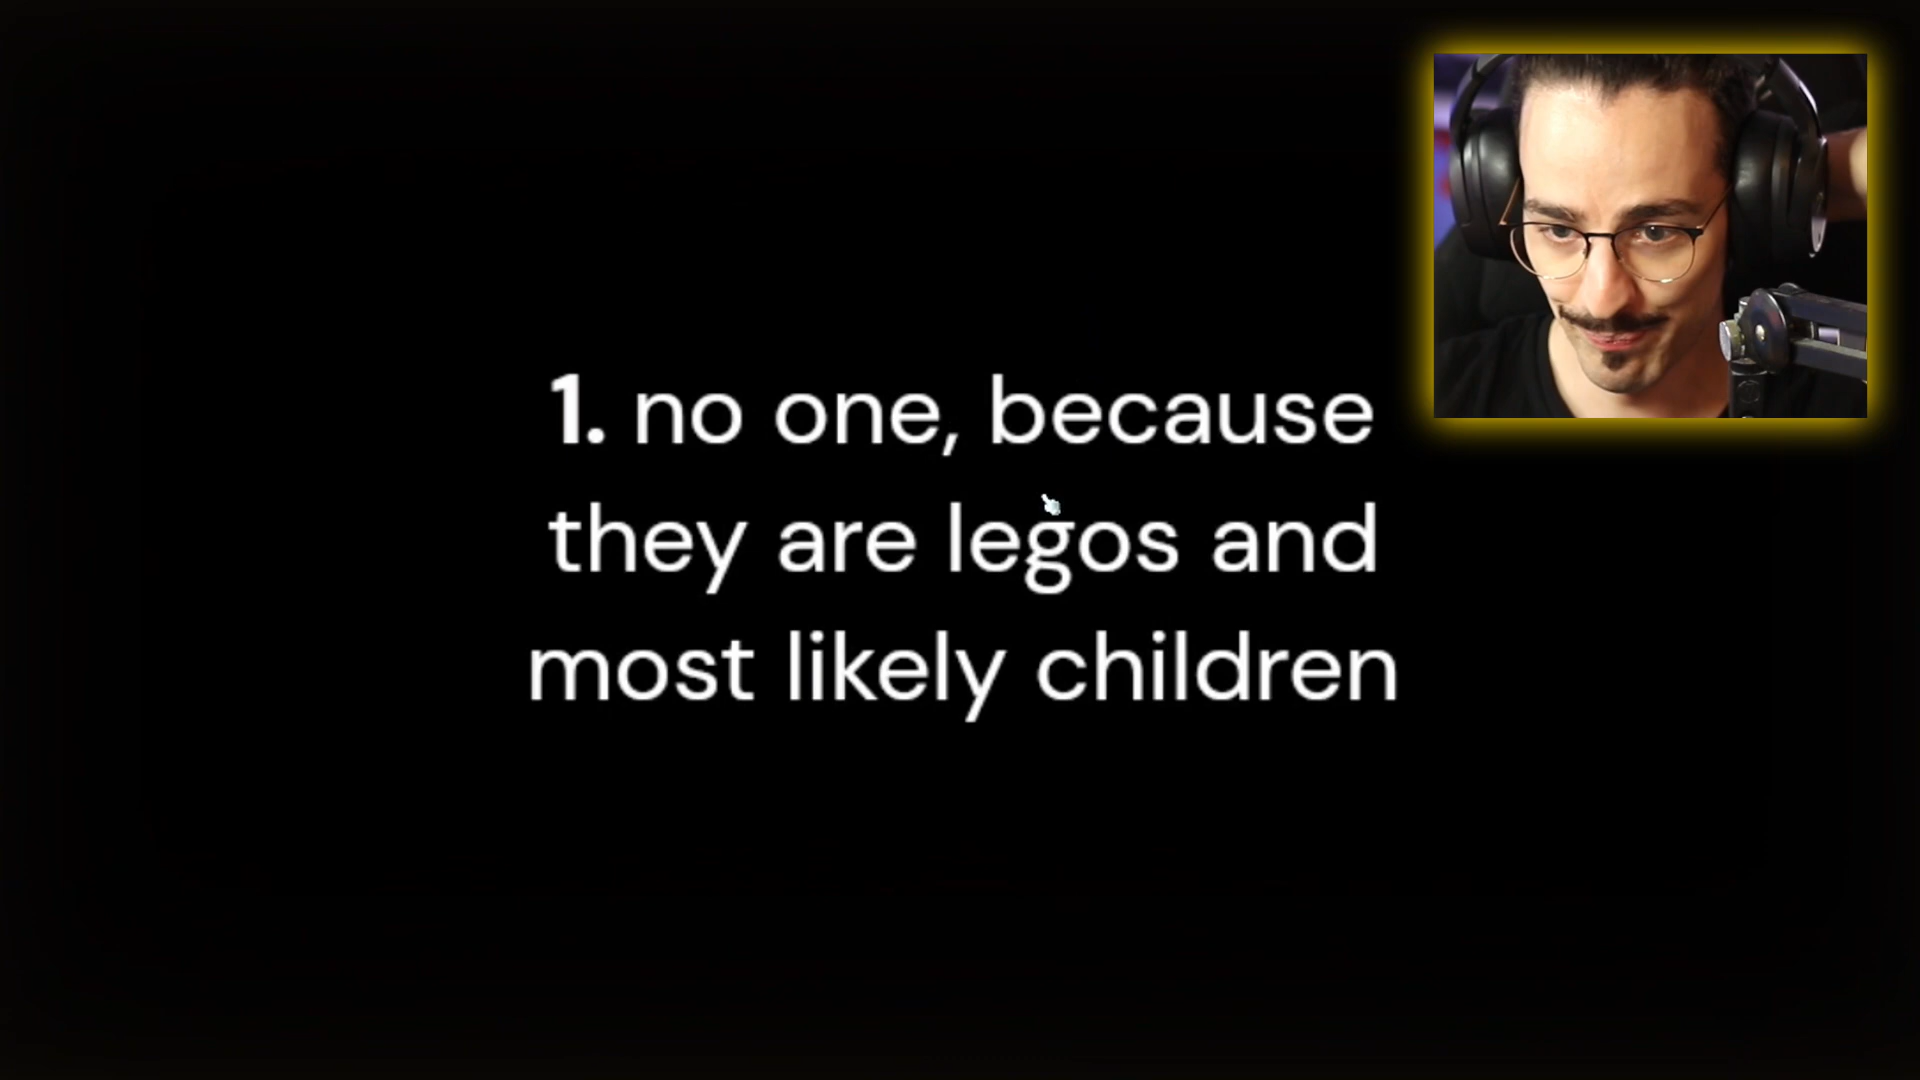 1. no one, because
they are legos and
most likely children